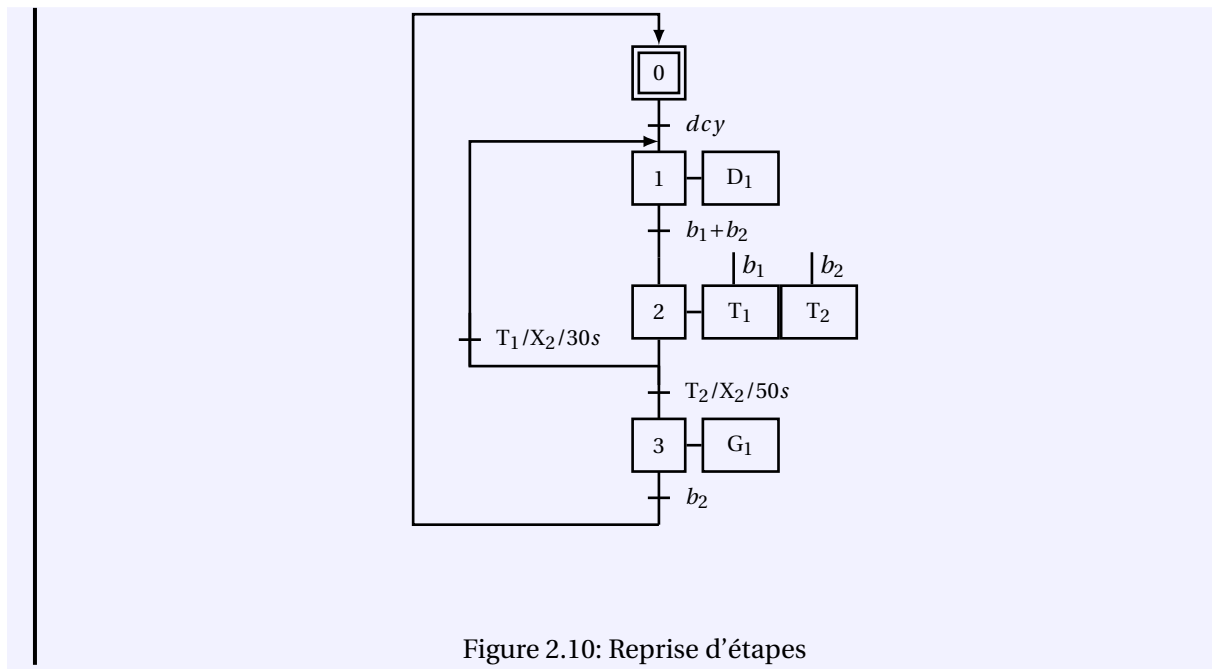 0
dcy
1
D₁
b₁+b₂
b₁ b₂
2
T₁ T₂
T₁/X₂/30s
T₂/X₂/50s
3
G₁
b₂
Figure 2.10: Reprise d'étapes